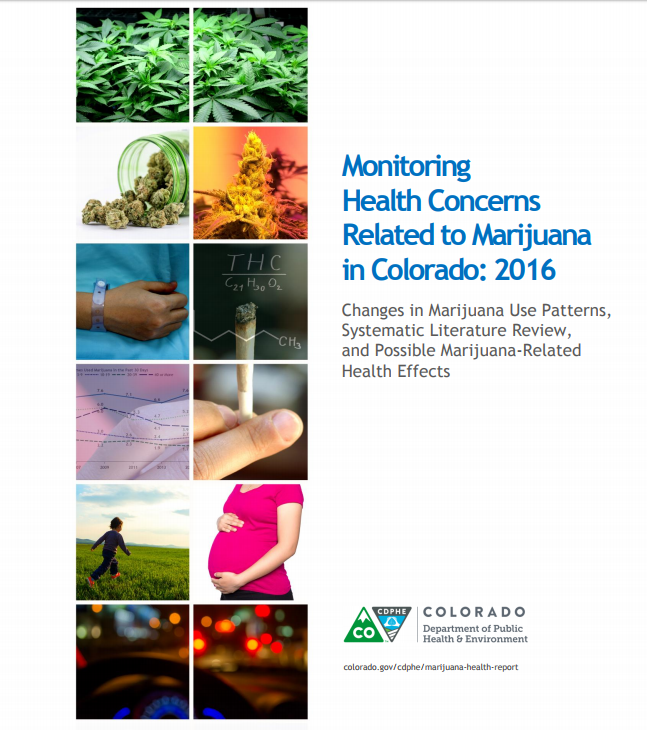 Monitoring
Health Concerns
Related to Marijuana
in Colorado: 2016
Changes in Marijuana Use Patterns,
Systematic Literature Review,
and Possible Marijuana-Related
Health Effects
THC
C21H30O2
CH3
CO
CDPHE
COLORADO
Department of Public
Health & Environment
colorado.gov/cdphe/marijuana-health-report